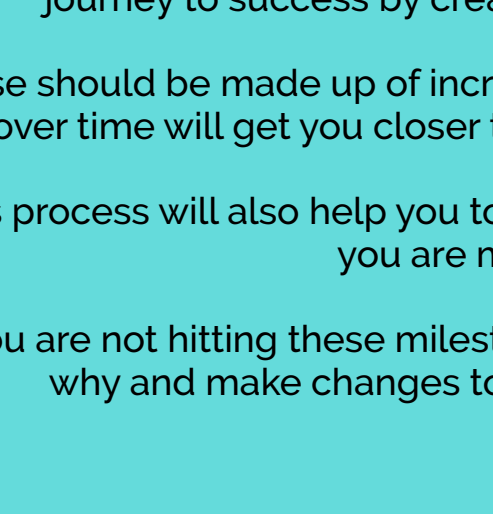 journey to success by crea
se should be made up of incr
over time will get you closer
s process will also help you to
you are n
ou are not hitting these milest
why and make changes to